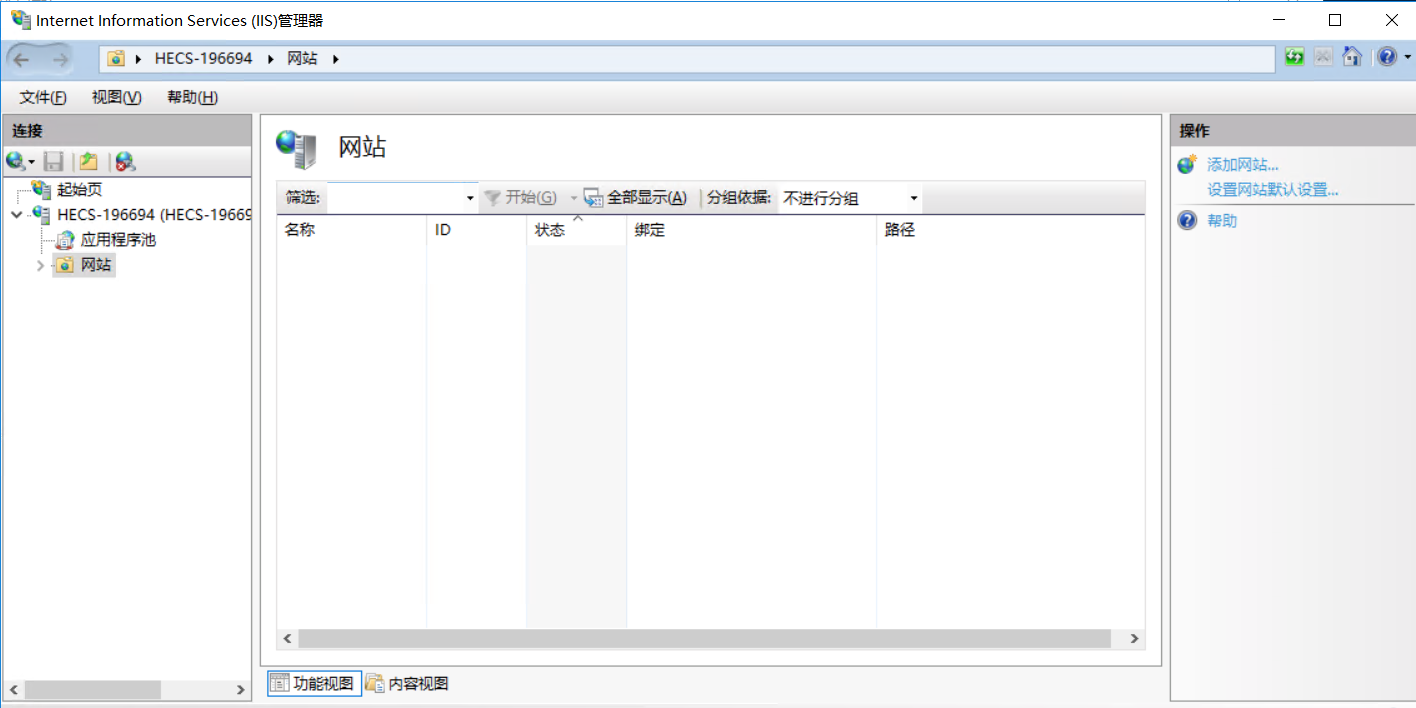 Internet Information Services (IIS)管理器
HECS-196694 网站
文件(F) 视图(V) 帮助(H)
连接
起始页
HECS-196694 (HECS-19669
应用程序池
网站
网站
筛选: 开始(G) 全部显示(A) 分组依据: 不进行分组
名称 ID 状态 绑定 路径
功能视图 内容视图
操作
添加网站...
设置网站默认设置...
帮助